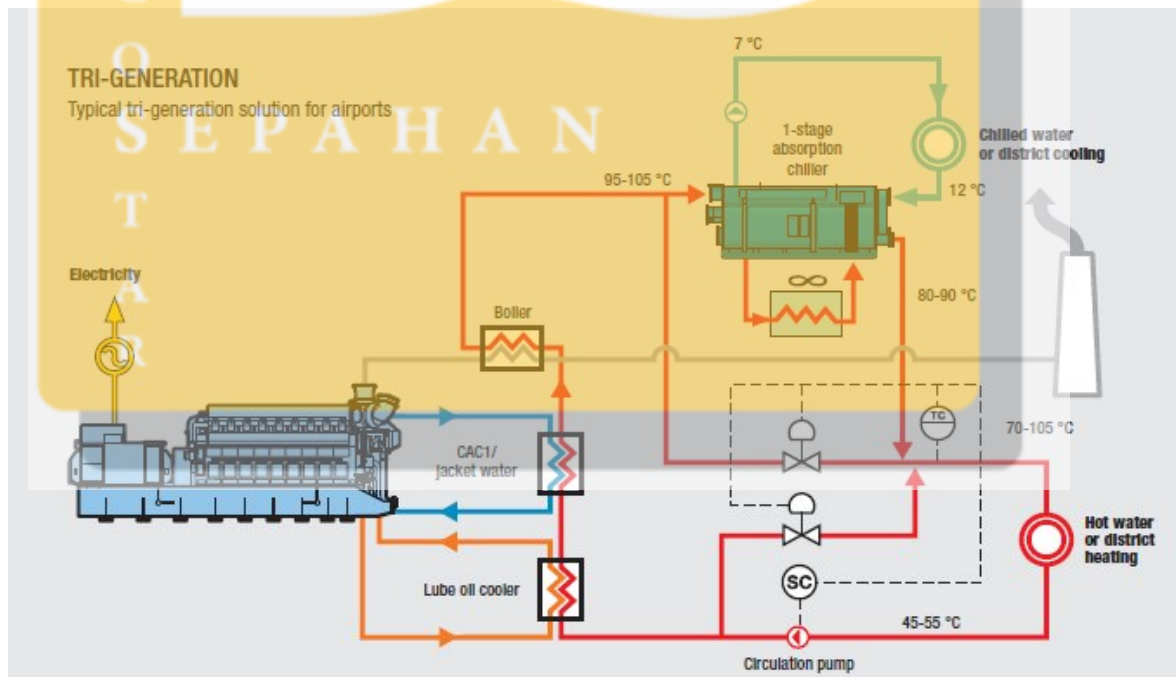 TRI-GENERATION
Typical tri-generation solution for airports
SEPAHAN
O
S
T
A
R
7 °C
1-stage
absorption
chiller
Chilled water
or district cooling
95-105 °C
12 °C
Electricity
80-90 °C
Boiler
TC
70-105 °C
CAC1/
jacket water
Hot water
or district
heating
SC
Lube oil cooler
45-55 °C
Circulation pump